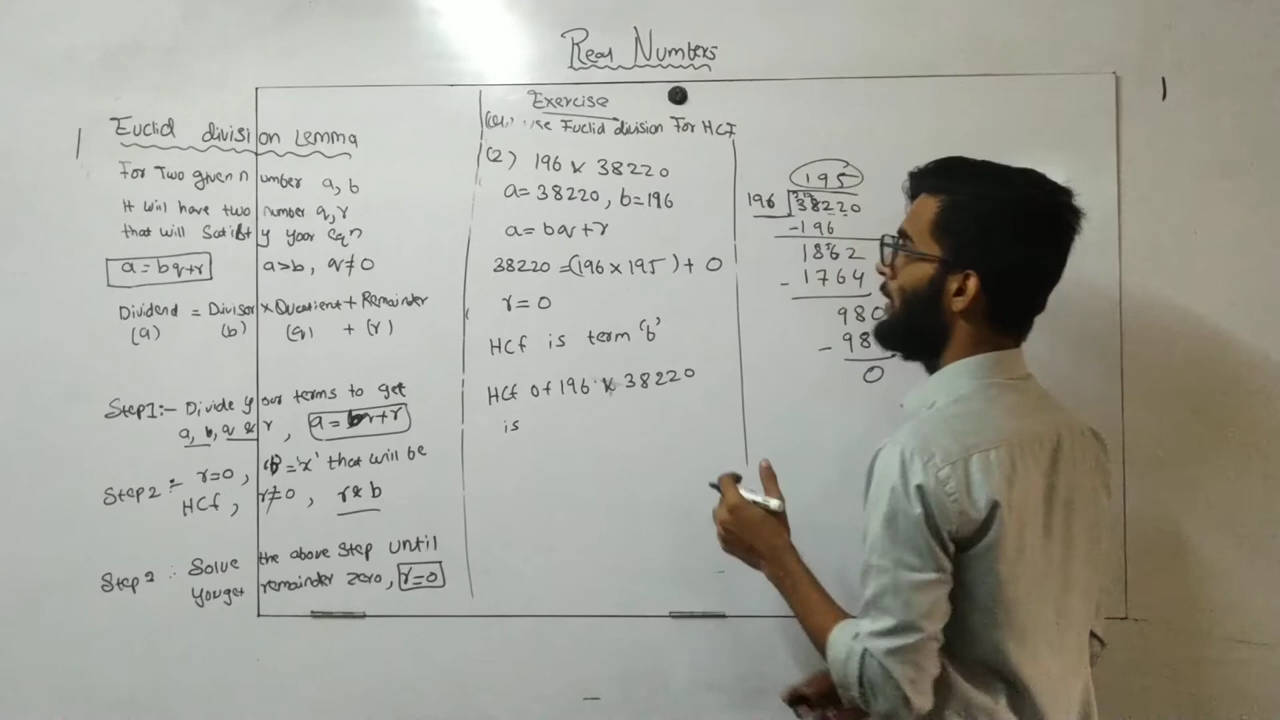 Real Numbers
Euclid division Lemma
For Two given number a, b
It will have two number q, r
that will Satisfy your eqn
a = bq+r a>b, q≠0
Dividend = Divisor × Quotient + Remainder
(a) (b) (q) + (r)
Step1:- Divide your terms to get
a, b, q & r , a = bq+r
Step2 :- r=0, 'b'='x' that will be
HCf, r≠0, r & b
Solve the above Step until
you get remainder zero, r=0
Exercise
Euclid division For HCF
(2) 196 & 38220
a= 38220, b=196
a= bq+r
38220 =(196 × 195) + 0
r = 0
HCf is term 'b'
HCf of 196 & 38220
is
195
196 38220
-196
1862
- 1764
980
- 98
0